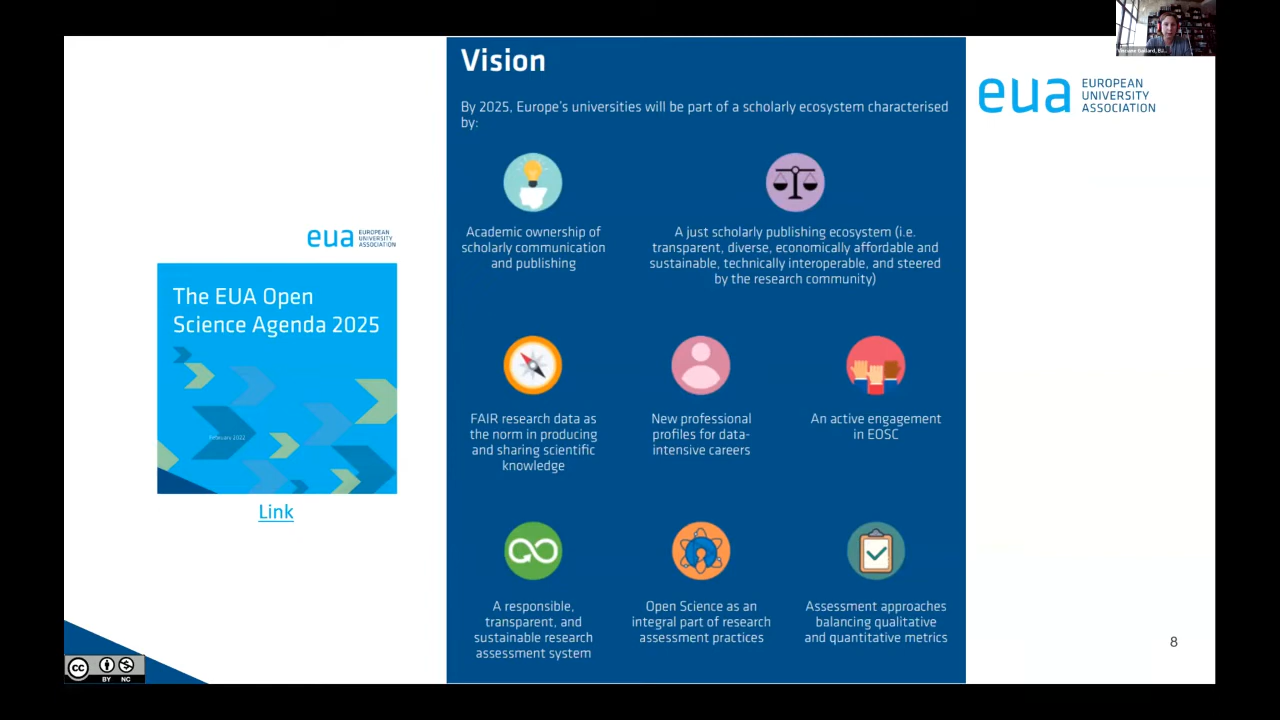 Vision
By 2025, Europe's universities will be part of a scholarly ecosystem characterised
by:
Academic ownership of
scholarly communication
and publishing
A just scholarly publishing ecosystem (i.e.
transparent, diverse, economically affordable and
sustainable, technically interoperable, and steered
by the research community)
FAIR research data as
the norm in producing
and sharing scientific
knowledge
New professional
profiles for data-
intensive careers
An active engagement
in EOSC
A responsible,
transparent, and
sustainable research
assessment system
Open Science as an
integral part of research
assessment practices
Assessment approaches
balancing qualitative
and quantitative metrics
eua
EUROPEAN
UNIVERSITY
ASSOCIATION
eua
EUROPEAN
UNIVERSITY
ASSOCIATION
The EUA Open
Science Agenda 2025
February 2022
Link
8
cc
BY NC